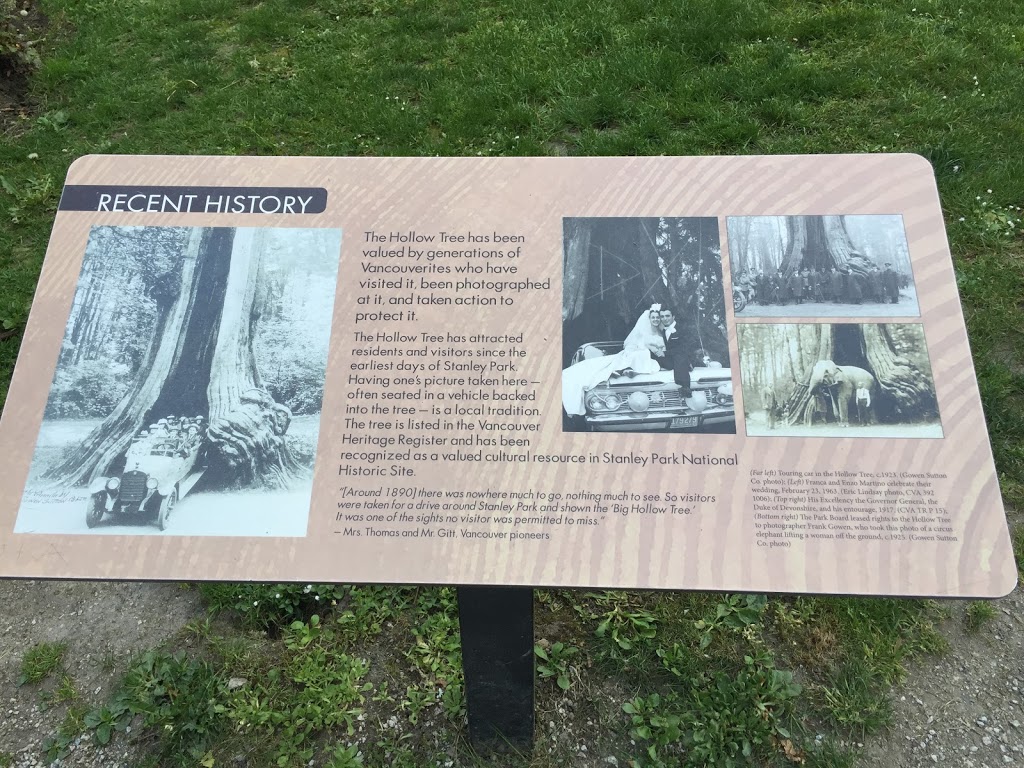 RECENT HISTORY
The Hollow Tree has been
valued by generations of
Vancouverites who have
visited it, been photographed
at it, and taken action to
protect it.
The Hollow Tree has attracted
residents and visitors since the
earliest days of Stanley Park.
Having one's picture taken here –
often seated in a vehicle backed
into the tree – is a local tradition.
The tree is listed in the Vancouver
Heritage Register and has been
recognized as a valued cultural resource in Stanley Park National
Historic Site.
"[Around 1890] there was nowhere much to go, nothing much to see. So visitors
were taken for a drive around Stanley Park and shown the 'Big Hollow Tree.'
It was one of the sights no visitor was permitted to miss."
– Mrs. Thomas and Mr. Gitt, Vancouver pioneers
(Far left) Touring car in the Hollow Tree, c.1923. (Gowen Sutton
Co. photo); (Left) Franca and Enzo Martino celebrate their
wedding, February 23, 1963. (Eric Lindsay photo, CVA 392
1006). (Top right) His Excellency the Governor General, the
Duke of Devonshire, and his entourage, 1917. (CVA TR P 15);
(Bottom right) The Park Board leased rights to the Hollow Tree
to photographer Frank Gowen, who took this photo of a circus
elephant lifting a woman off the ground, c.1925. (Gowen Sutton
Co. photo)